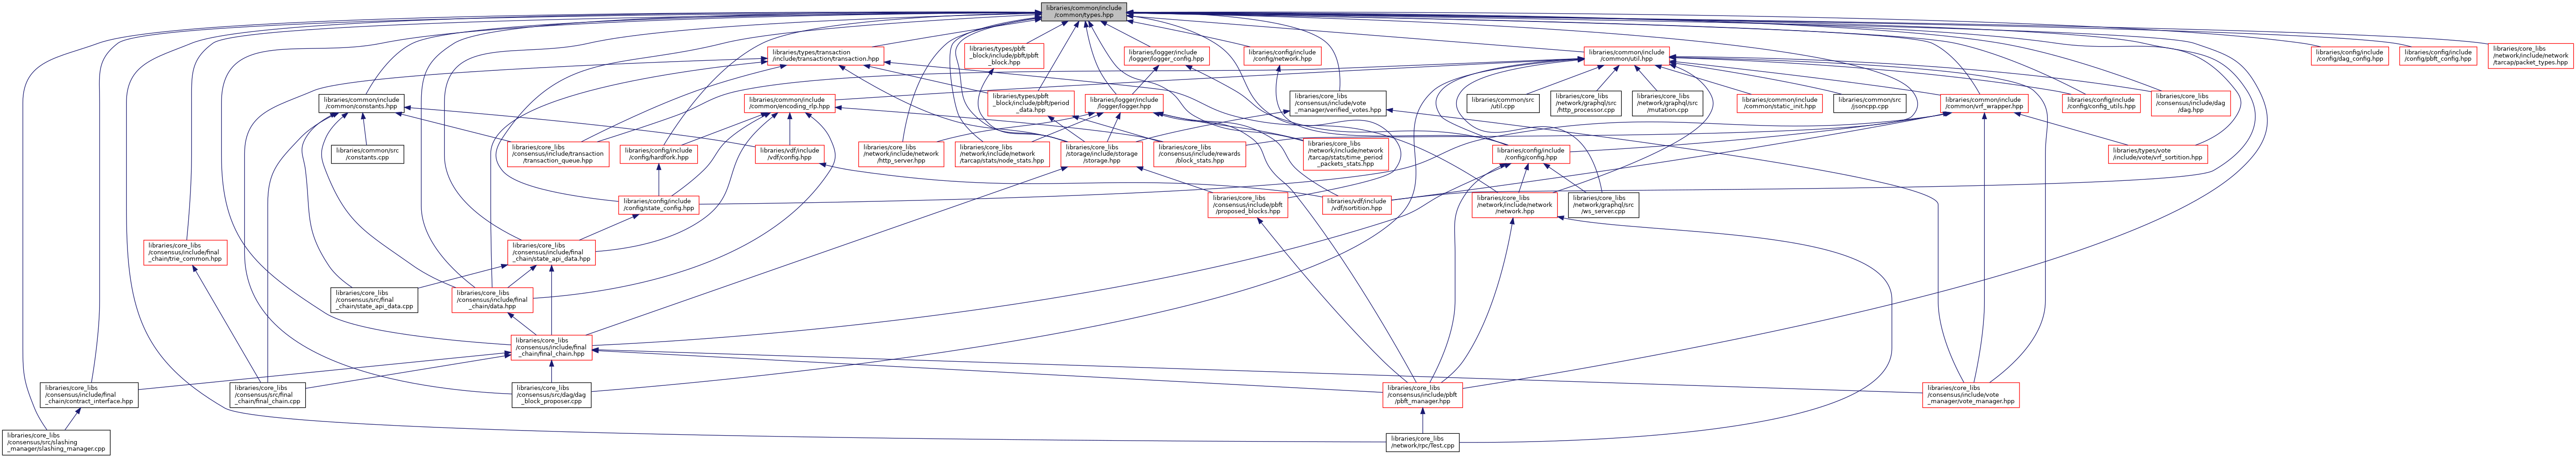 libraries/common/include
/common/types.hpp
libraries/types/transaction
/include/transaction/transaction.hpp
libraries/types/pbft
_block/include/pbft/pbft
_block.hpp
libraries/logger/include
/logger/logger_config.hpp
libraries/config/include
/config/network.hpp
libraries/common/include
/common/util.hpp
libraries/config/include
/config/dag_config.hpp
libraries/config/include
/config/pbft_config.hpp
libraries/core_libs
/network/include/network
/tarcap/packet_types.hpp
libraries/common/include
/common/constants.hpp
libraries/common/include
/common/encoding_rlp.hpp
libraries/types/pbft
_block/include/pbft/period
_data.hpp
libraries/logger/include
/logger/logger.hpp
libraries/core_libs
/consensus/include/vote
_manager/verified_votes.hpp
libraries/common/src
/util.cpp
libraries/core_libs
/network/graphql/src
/http_processor.cpp
libraries/core_libs
/network/graphql/src
/mutation.cpp
libraries/common/include
/common/static_init.hpp
libraries/common/src
/jsoncpp.cpp
libraries/common/include
/common/vrf_wrapper.hpp
libraries/config/include
/config/config_utils.hpp
libraries/core_libs
/consensus/include/dag
/dag.hpp
libraries/common/src
/constants.cpp
libraries/core_libs
/consensus/include/transaction
/transaction_queue.hpp
libraries/config/include
/config/hardfork.hpp
libraries/vdf/include
/vdf/config.hpp
libraries/core_libs
/network/include/network
/http_server.hpp
libraries/core_libs
/network/include/network
/tarcap/stats/node_stats.hpp
libraries/core_libs
/storage/include/storage
/storage.hpp
libraries/core_libs
/consensus/include/rewards
/block_stats.hpp
libraries/core_libs
/network/include/network
/tarcap/stats/time_period
_packets_stats.hpp
libraries/config/include
/config/config.hpp
libraries/types/vote
/include/vote/vrf_sortition.hpp
libraries/config/include
/config/state_config.hpp
libraries/core_libs
/consensus/include/pbft
/proposed_blocks.hpp
libraries/vdf/include
/vdf/sortition.hpp
libraries/core_libs
/network/include/network
/network.hpp
libraries/core_libs
/network/graphql/src
/ws_server.cpp
libraries/core_libs
/consensus/include/final
_chain/trie_common.hpp
libraries/core_libs
/consensus/include/final
_chain/state_api_data.hpp
libraries/core_libs
/consensus/src/final
_chain/state_api_data.cpp
libraries/core_libs
/consensus/include/final
_chain/data.hpp
libraries/core_libs
/consensus/include/final
_chain/final_chain.hpp
libraries/core_libs
/consensus/include/final
_chain/contract_interface.hpp
libraries/core_libs
/consensus/src/final
_chain/final_chain.cpp
libraries/core_libs
/consensus/src/dag/dag
_block_proposer.cpp
libraries/core_libs
/consensus/include/pbft
/pbft_manager.hpp
libraries/core_libs
/consensus/include/vote
_manager/vote_manager.hpp
libraries/core_libs
/consensus/src/slashing
_manager/slashing_manager.cpp
libraries/core_libs
/network/rpc/Test.cpp